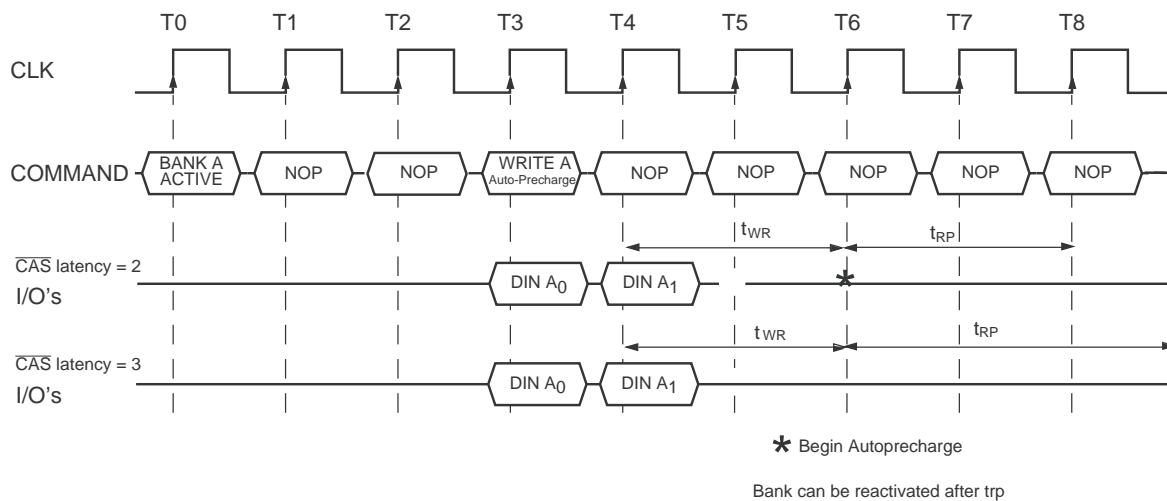 T0 T1 T2 T3 T4 T5 T6 T7 T8
CLK
COMMAND
BANK A
ACTIVE
NOP
NOP
WRITE A
Auto-Precharge
NOP
NOP
NOP
NOP
NOP
tWR
tRP
CAS latency = 2
I/O's
DIN A0
DIN A1
*
tWR
tRP
CAS latency = 3
I/O's
DIN A0
DIN A1
* Begin Autoprecharge
Bank can be reactivated after trp